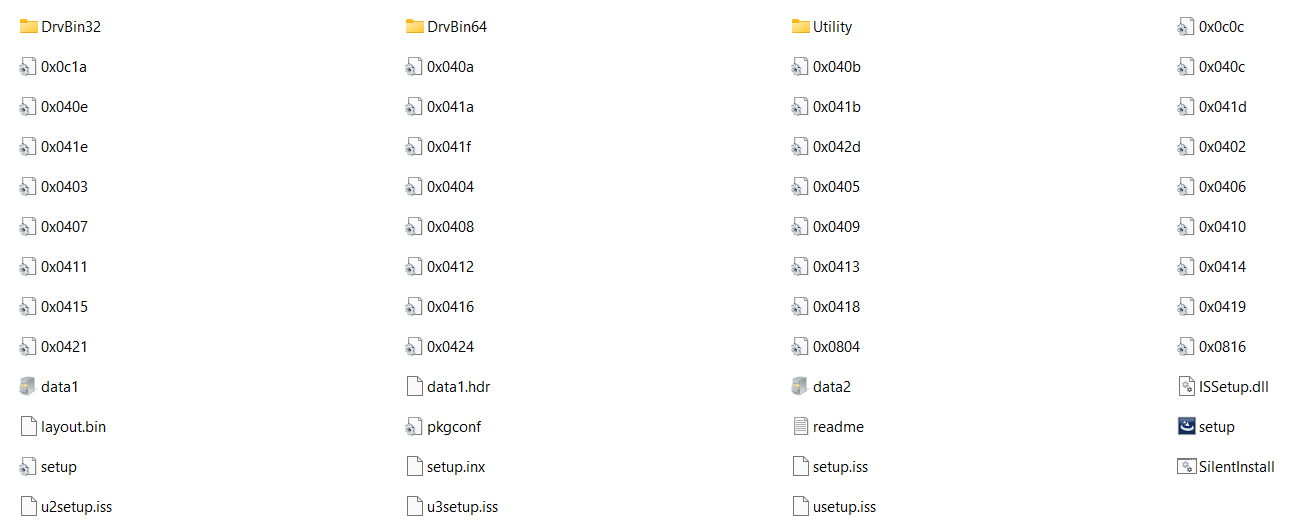 DrvBin32 DrvBin64 Utility 0x0c0c
0x0c1a 0x040a 0x040b 0x040c
0x040e 0x041a 0x041b 0x041d
0x041e 0x041f 0x042d 0x0402
0x0403 0x0404 0x0405 0x0406
0x0407 0x0408 0x0409 0x0410
0x0411 0x0412 0x0413 0x0414
0x0415 0x0416 0x0418 0x0419
0x0421 0x0424 0x0804 0x0816
data1 data1.hdr data2 ISSetup.dll
layout.bin pkgconf readme setup
setup setup.inx setup.iss SilentInstall
u2setup.iss u3setup.iss usetup.iss